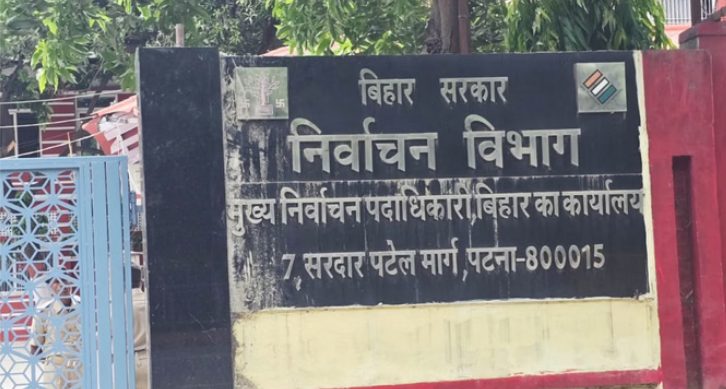 बिहार सरकार
निर्वाचन विभाग
मुख्य निर्वाचन पदाधिकारी,बिहार का कार्यालय
7, सरदार पटेल मार्ग ,पटना-800015